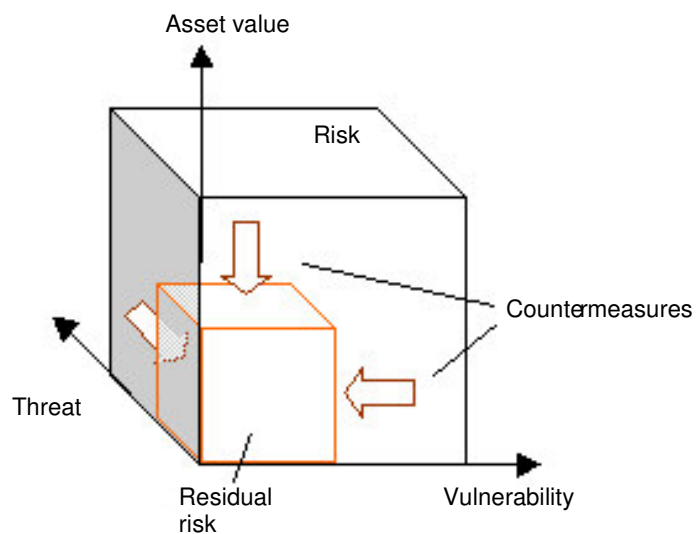 Asset value
Risk
Countermeasures
Threat
Residual
risk
Vulnerability